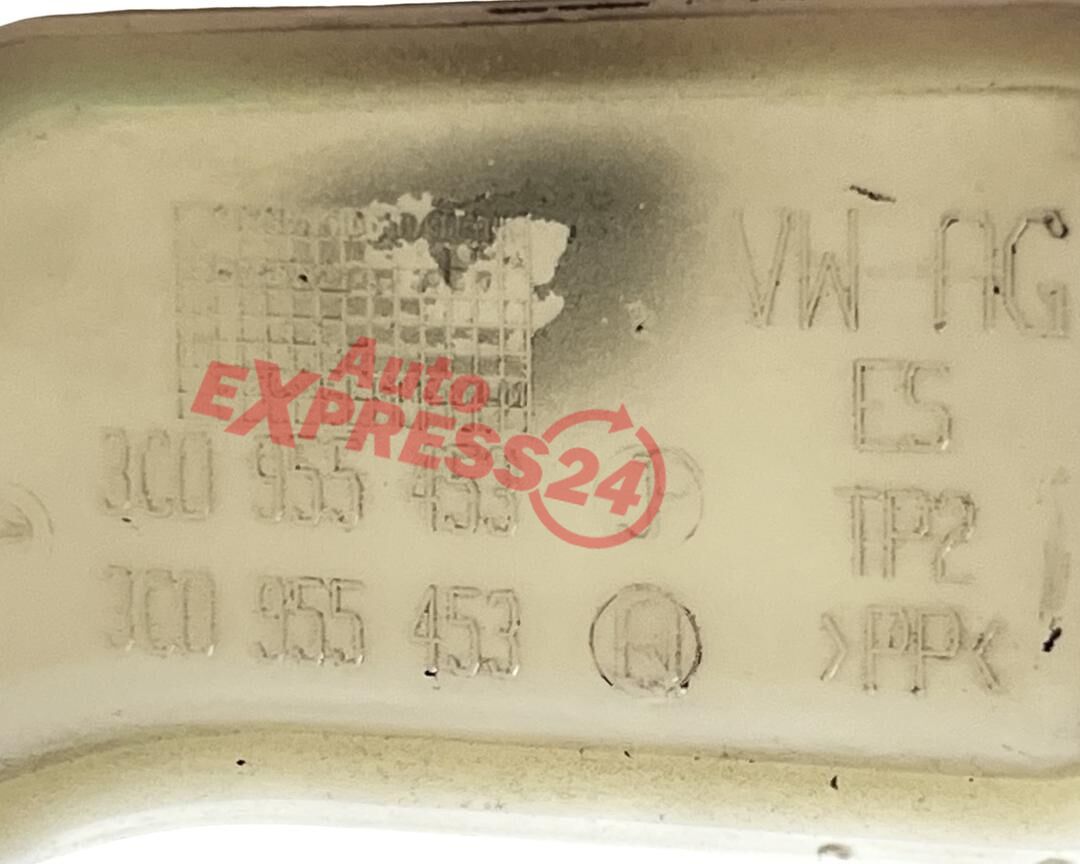 VW AG
ES
TP2
>PP<
3C0 955 453
3C0 955 453
Auto
EXPRESS24